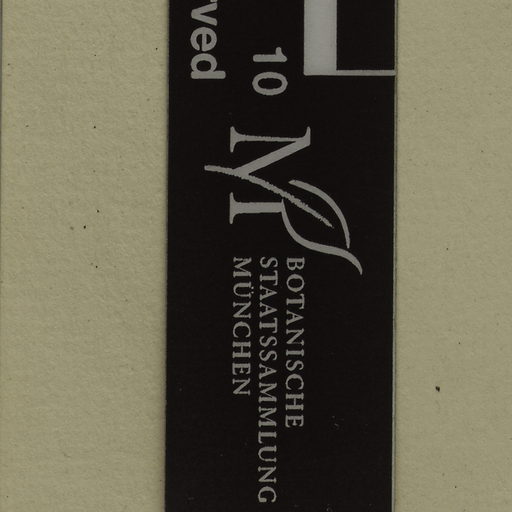 rved
10
BOTANISCHE
STAATSSAMMLUNG
MÜNCHEN